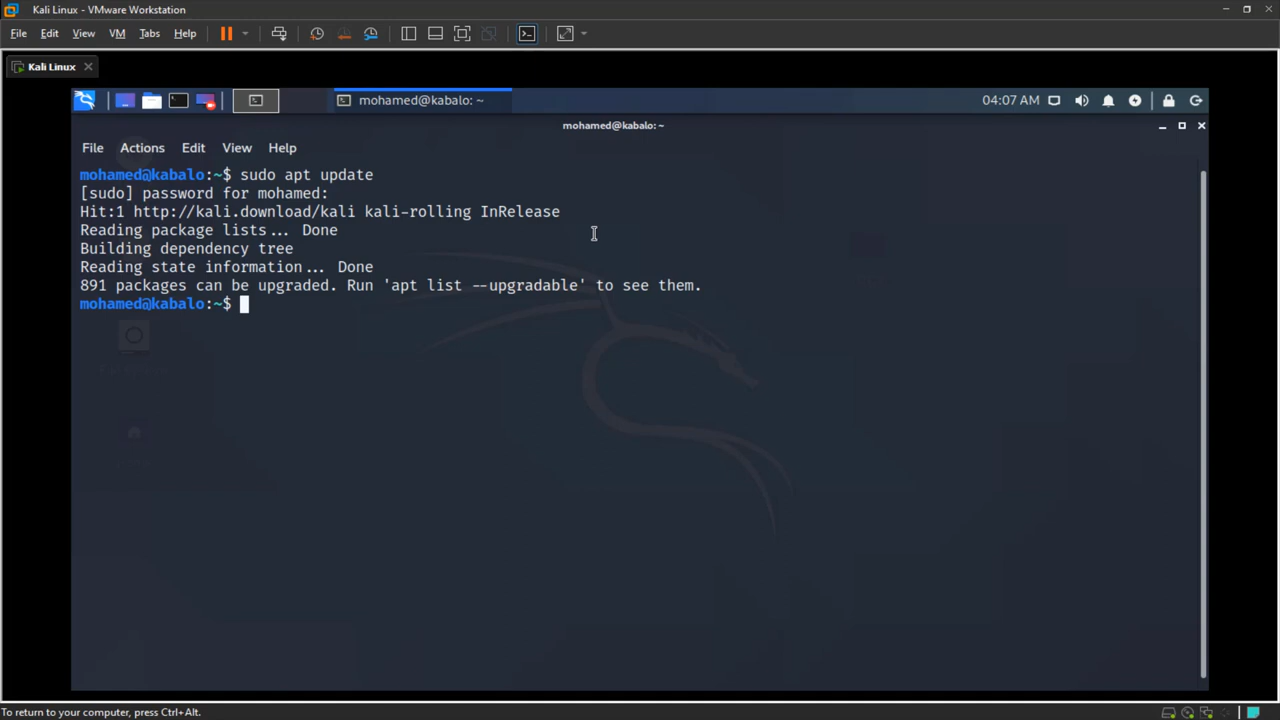 Kali Linux - VMware Workstation
File Edit View VM Tabs Help
Kali Linux
mohamed@kabalo: ~
04:07 AM
mohamed@kabalo: ~
File Actions Edit View Help
mohamed@kabalo:~$ sudo apt update
[sudo] password for mohamed:
Hit:1 http://kali.download/kali kali-rolling InRelease
Reading package lists... Done
Building dependency tree
Reading state information... Done
891 packages can be upgraded. Run 'apt list --upgradable' to see them.
mohamed@kabalo:~$
To return to your computer, press Ctrl+Alt.